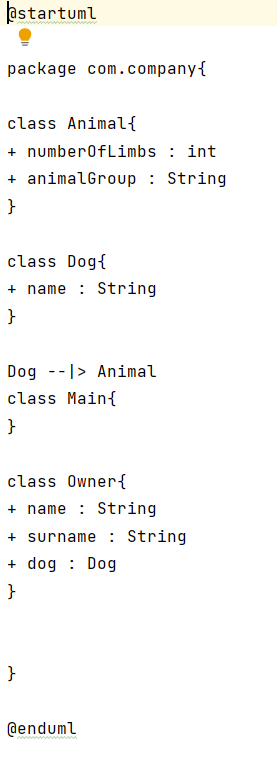 @startuml
package com.company{
class Animal{
+ numberOfLimbs : int
+ animalGroup : String
}
class Dog{
+ name : String
}
Dog --|> Animal
class Main{
}
class Owner{
+ name : String
+ surname : String
+ dog : Dog
}
}
@enduml